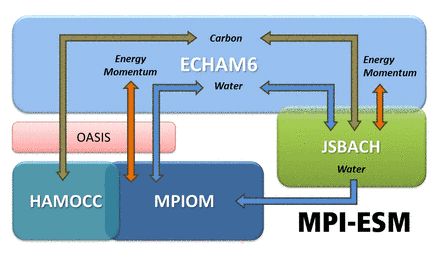 Carbon
Energy
Momentum
ECHAM6
Energy
Momentum
Water
OASIS
JSBACH
Water
HAMOCC
MPIOM
MPI-ESM